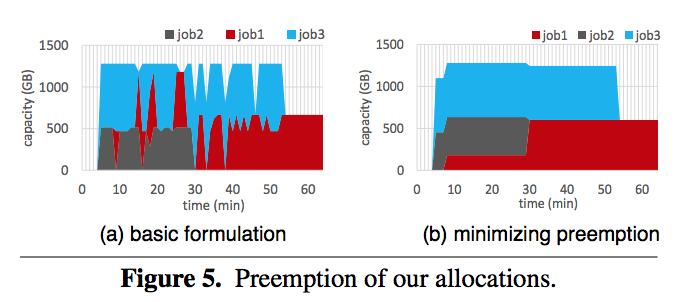 job2 job1 job3
1500
1000
500
0
capacity (GB)
0 10 20 30 40 50 60
time (min)
(a) basic formulation
job1 job2 job3
1500
1000
500
0
capacity (GB)
0 10 20 30 40 50 60
time (min)
(b) minimizing preemption
Figure 5. Preemption of our allocations.